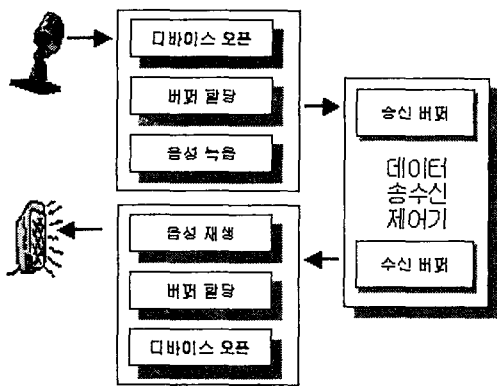 디바이스 오픈
버퍼 할당
음성 녹음
송신 버퍼
데이터
송수신
제어기
수신 버퍼
음성 재생
버퍼 할당
디바이스 오픈